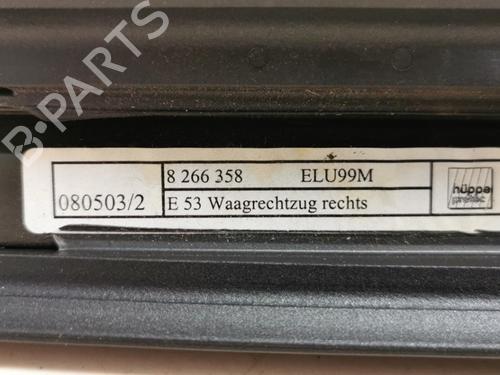 B-PARTS
8 266 358 ELU99M
080503/2
E 53 Waagrechtzug rechts
hüppe